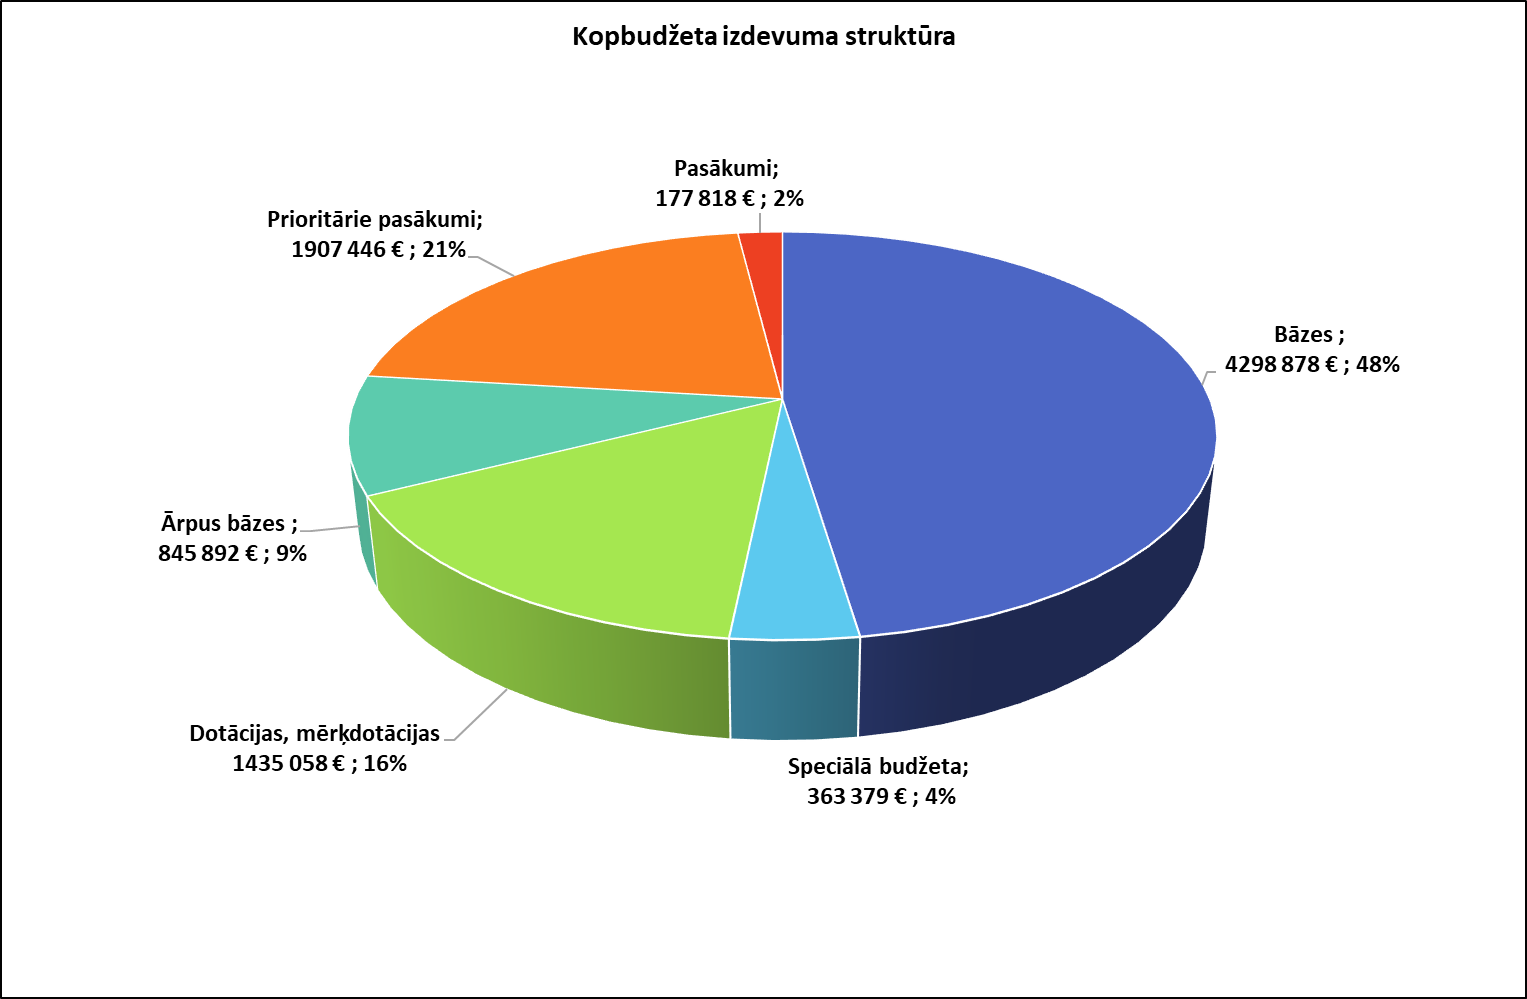 Kopbudžeta izdevuma struktūra
Pasākumi;
177 818 € ; 2%
Prioritārie pasākumi;
1907 446 € ; 21%
Bāzes ;
4298 878 € ; 48%
Ārpus bāzes ;
845 892 € ; 9%
Dotācijas, mērķdotācijas
1435 058 € ; 16%
Speciālā budžeta;
363 379 € ; 4%